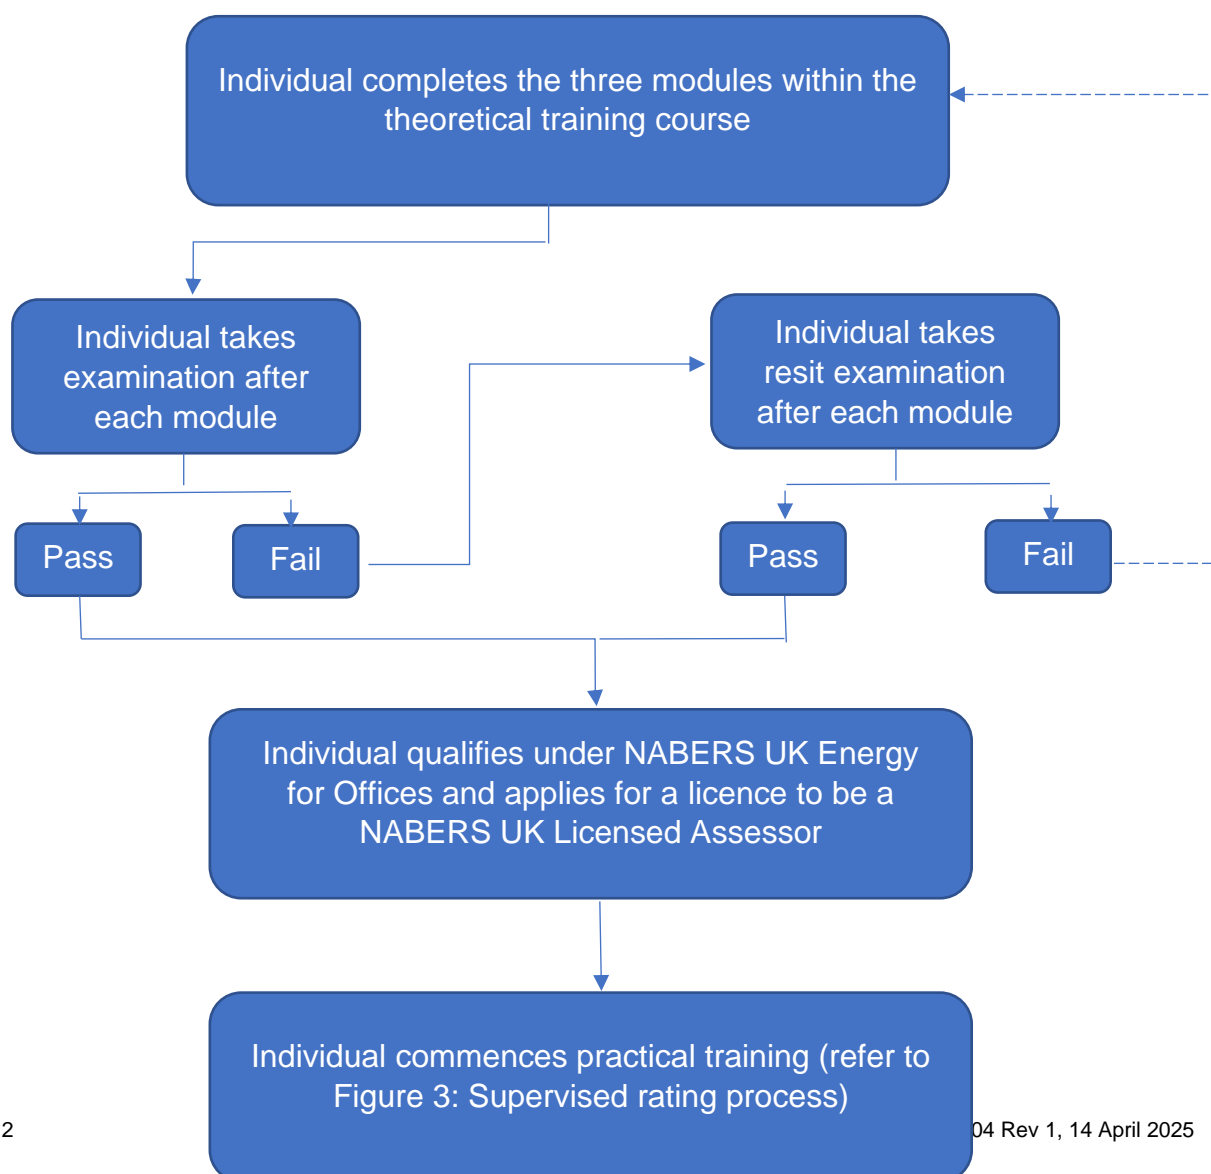 Individual completes the three modules within the
theoretical training course
Individual takes
examination after
each module
Individual takes
resit examination
after each module
Pass
Fail
Pass
Fail
Individual qualifies under NABERS UK Energy
for Offices and applies for a licence to be a
NABERS UK Licensed Assessor
Individual commences practical training (refer to
Figure 3: Supervised rating process)
2
04 Rev 1, 14 April 2025